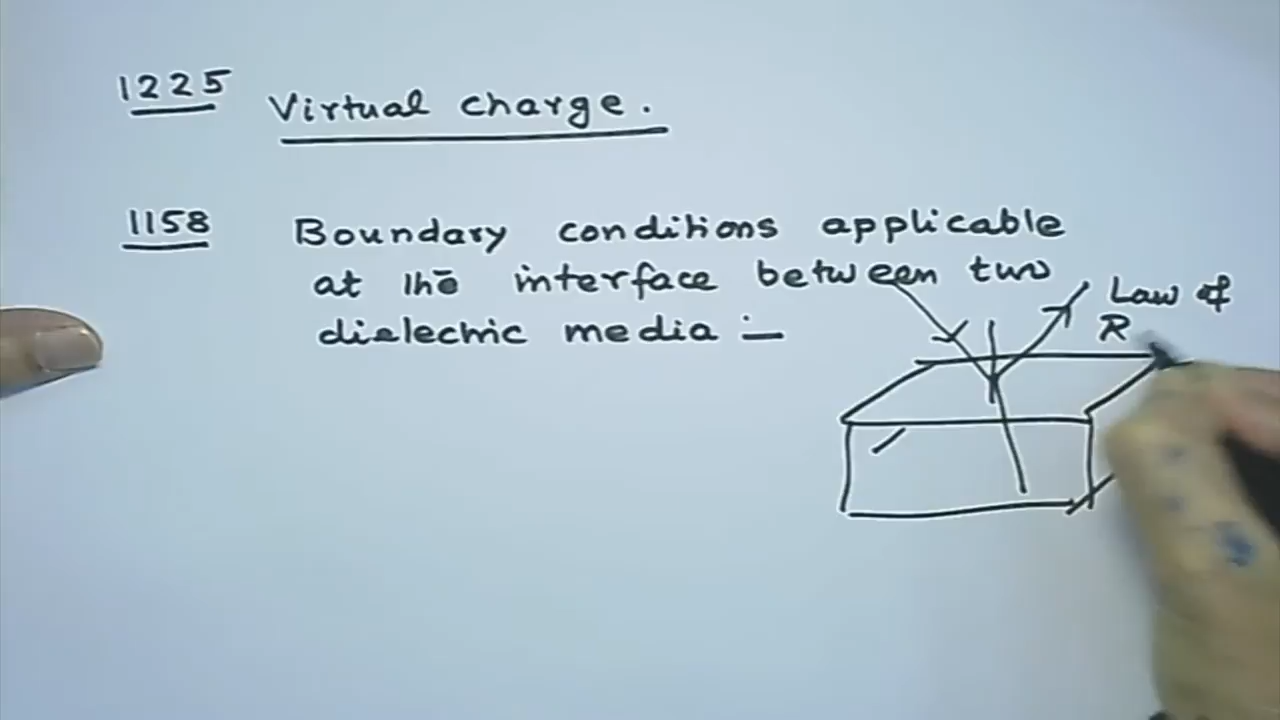 1225 Virtual charge.
1158 Boundary conditions applicable
at the interface between two
dielectric media :-
Law of
R